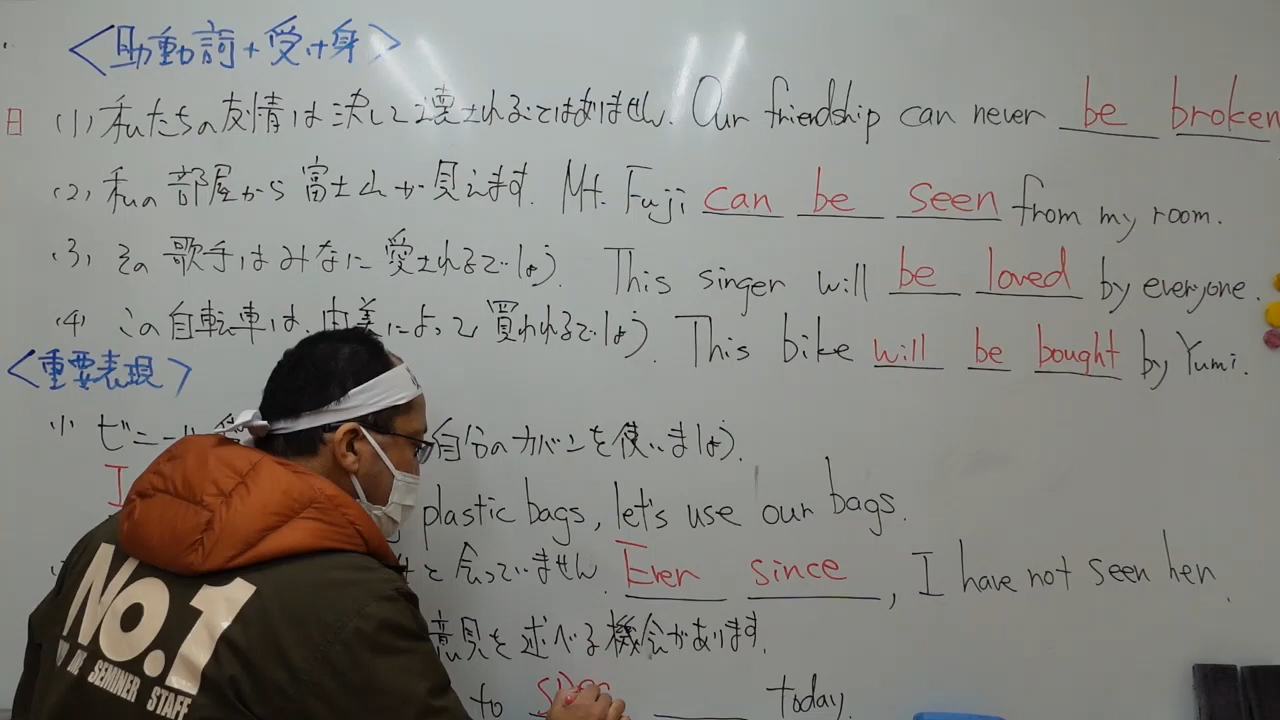 <助動詞+受け身>
日 (1) 私たちの友情は決して壊されることはありません. Our friendship can never be broken
(2) 私の部屋から富士山が見えます. Mt. Fuji can be seen from my room.
(3) その歌手はみなに愛されるでしょう. This singer will be loved by everyone.
(4) この自転車は、由美によって買われるでしょう. This bike will be bought by Yumi.
<重要表現>
(1) ビニール袋 自分のカバンを使いましょう.
I plastic bags, let's use our bags.
と会っていません. Ever since, I have not seen her.
意見を述べる機会があります.
to today.
No.1
SEMINER STAFF